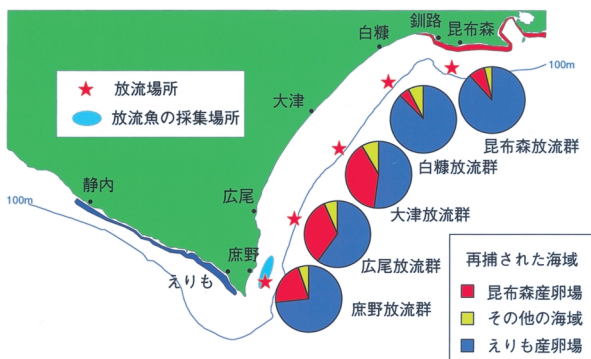 釧路
昆布森
白糠
100m
放流場所
大津
放流魚の採集場所
昆布森放流群
白糠放流群
静内
広尾
大津放流群
100m
庶野
広尾放流群
再捕された海域
えりも
昆布森産卵場
庶野放流群
その他の海域
えりも産卵場